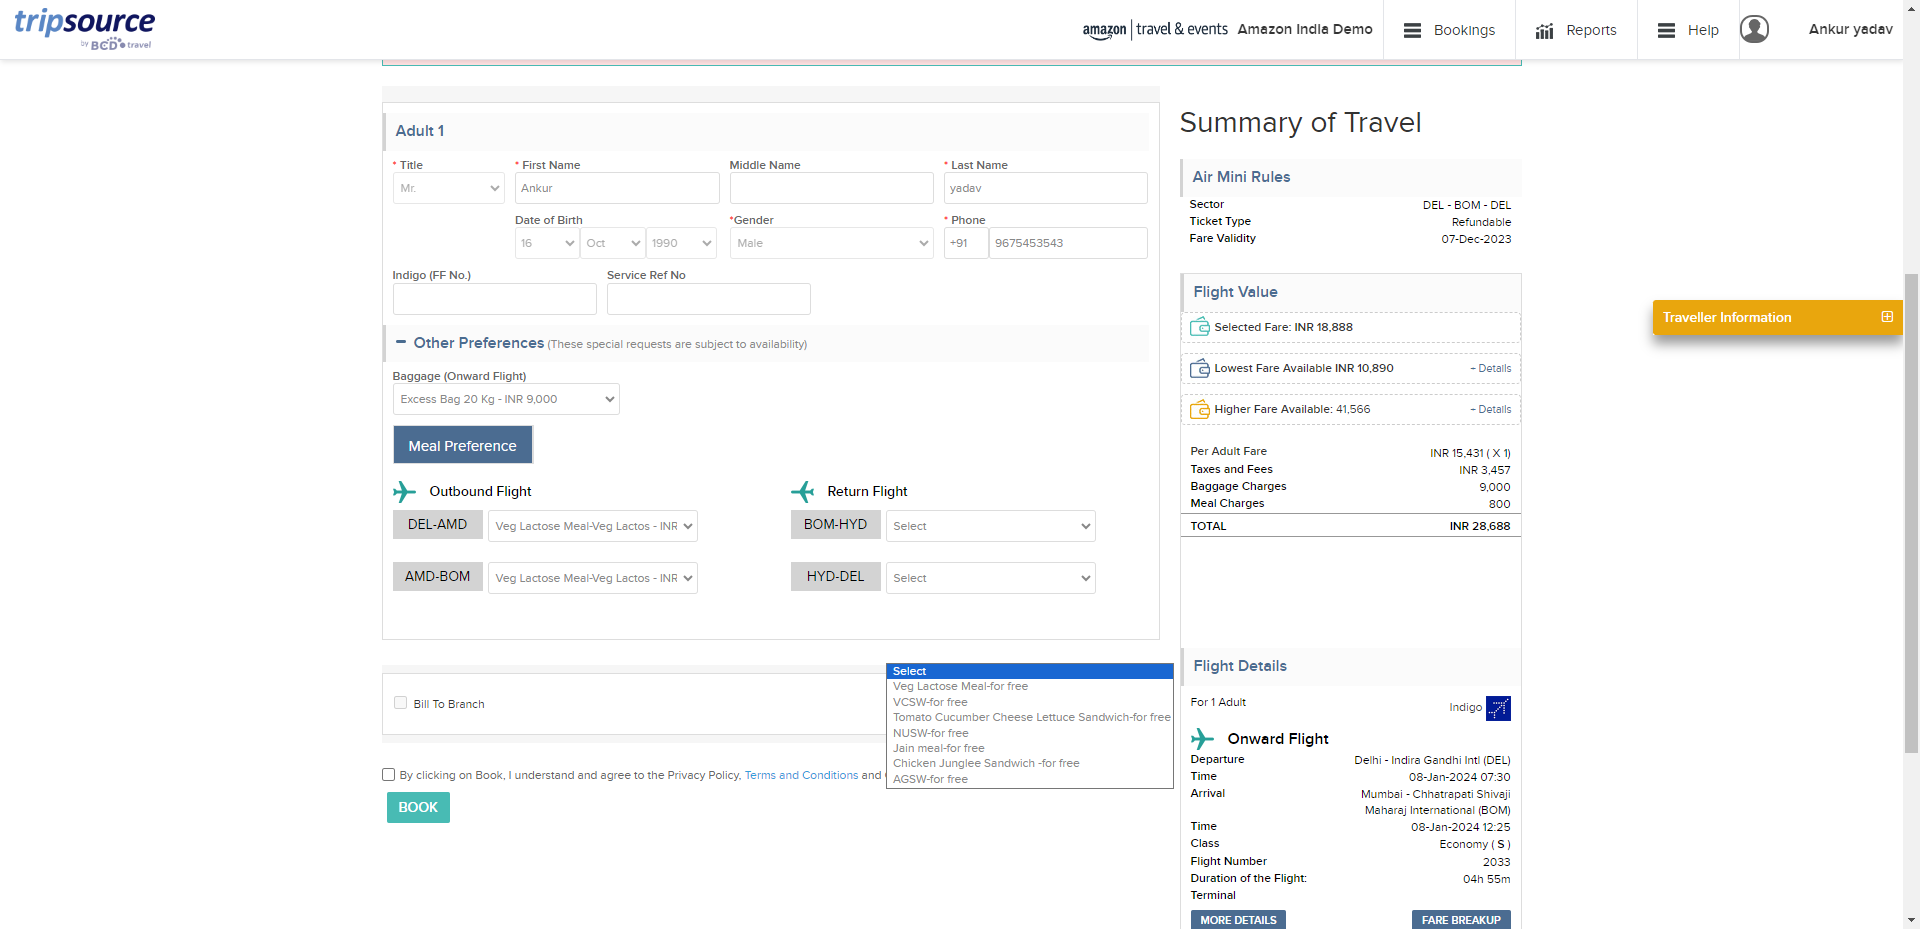 tripsource
by BCD travel
amazon travel & events Amazon India Demo
Bookings
Reports
Help
Ankur yadav
Adult 1
* Title
* First Name
Middle Name
* Last Name
Mr.
Ankur
yadav
Date of Birth
*Gender
* Phone
16
Oct
1990
Male
+91
9675453543
Indigo (FF No.)
Service Ref No
Other Preferences (These special requests are subject to availability)
Baggage (Onward Flight)
Excess Bag 20 Kg - INR 9,000
Meal Preference
Outbound Flight
Return Flight
DEL-AMD
Veg Lactose Meal-Veg Lactos - INR
BOM-HYD
Select
AMD-BOM
Veg Lactose Meal-Veg Lactos - INR
HYD-DEL
Select
Select
Veg Lactose Meal-for free
VCSW-for free
Tomato Cucumber Cheese Lettuce Sandwich-for free
NUSW-for free
Jain meal-for free
Chicken Junglee Sandwich -for free
AGSW-for free
Bill To Branch
By clicking on Book, I understand and agree to the Privacy Policy, Terms and Conditions and
BOOK
Summary of Travel
Air Mini Rules
Sector DEL - BOM - DEL
Ticket Type Refundable
Fare Validity 07-Dec-2023
Flight Value
Selected Fare: INR 18,888
Lowest Fare Available INR 10,890 + Details
Higher Fare Available: 41,566 + Details
Per Adult Fare INR 15,431 ( X 1)
Taxes and Fees INR 3,457
Baggage Charges 9,000
Meal Charges 800
TOTAL INR 28,688
Flight Details
For 1 Adult
Indigo
Onward Flight
Departure Delhi - Indira Gandhi Intl (DEL)
Time 08-Jan-2024 07:30
Arrival Mumbai - Chhatrapati Shivaji
Maharaj International (BOM)
Time 08-Jan-2024 12:25
Class Economy ( S )
Flight Number 2033
Duration of the Flight: 04h 55m
Terminal
MORE DETAILS
FARE BREAKUP
Traveller Information